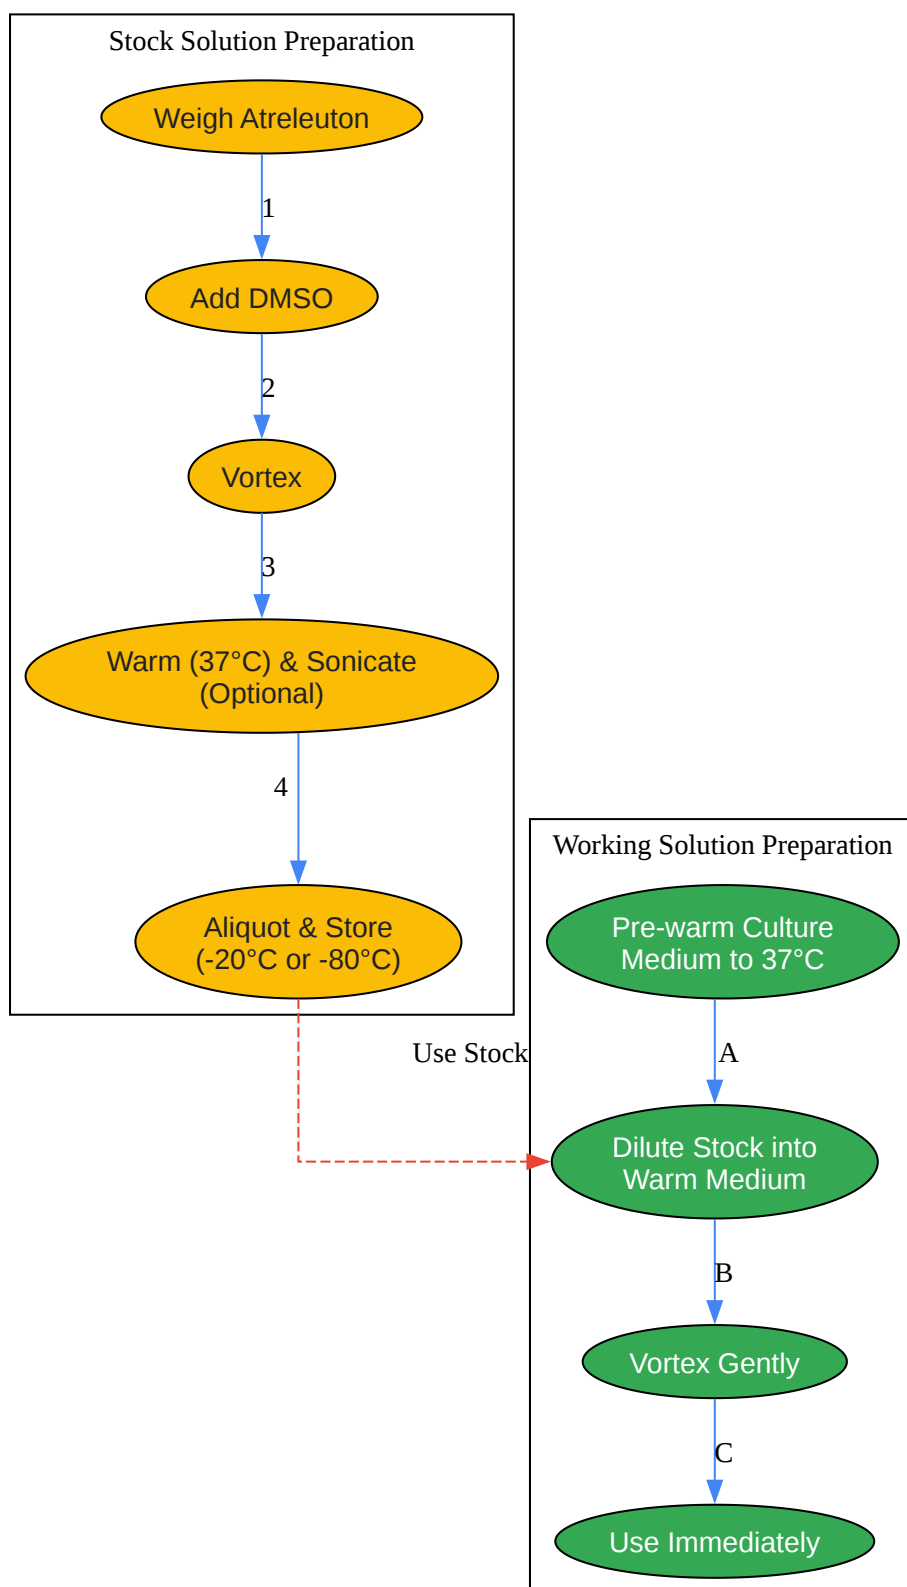 Stock Solution Preparation
Weigh Atreleuton
1
Add DMSO
2
Vortex
3
Warm (37°C) & Sonicate
(Optional)
4
Aliquot & Store
(-20°C or -80°C)
Use Stock
Working Solution Preparation
Pre-warm Culture
Medium to 37°C
A
Dilute Stock into
Warm Medium
B
Vortex Gently
C
Use Immediately